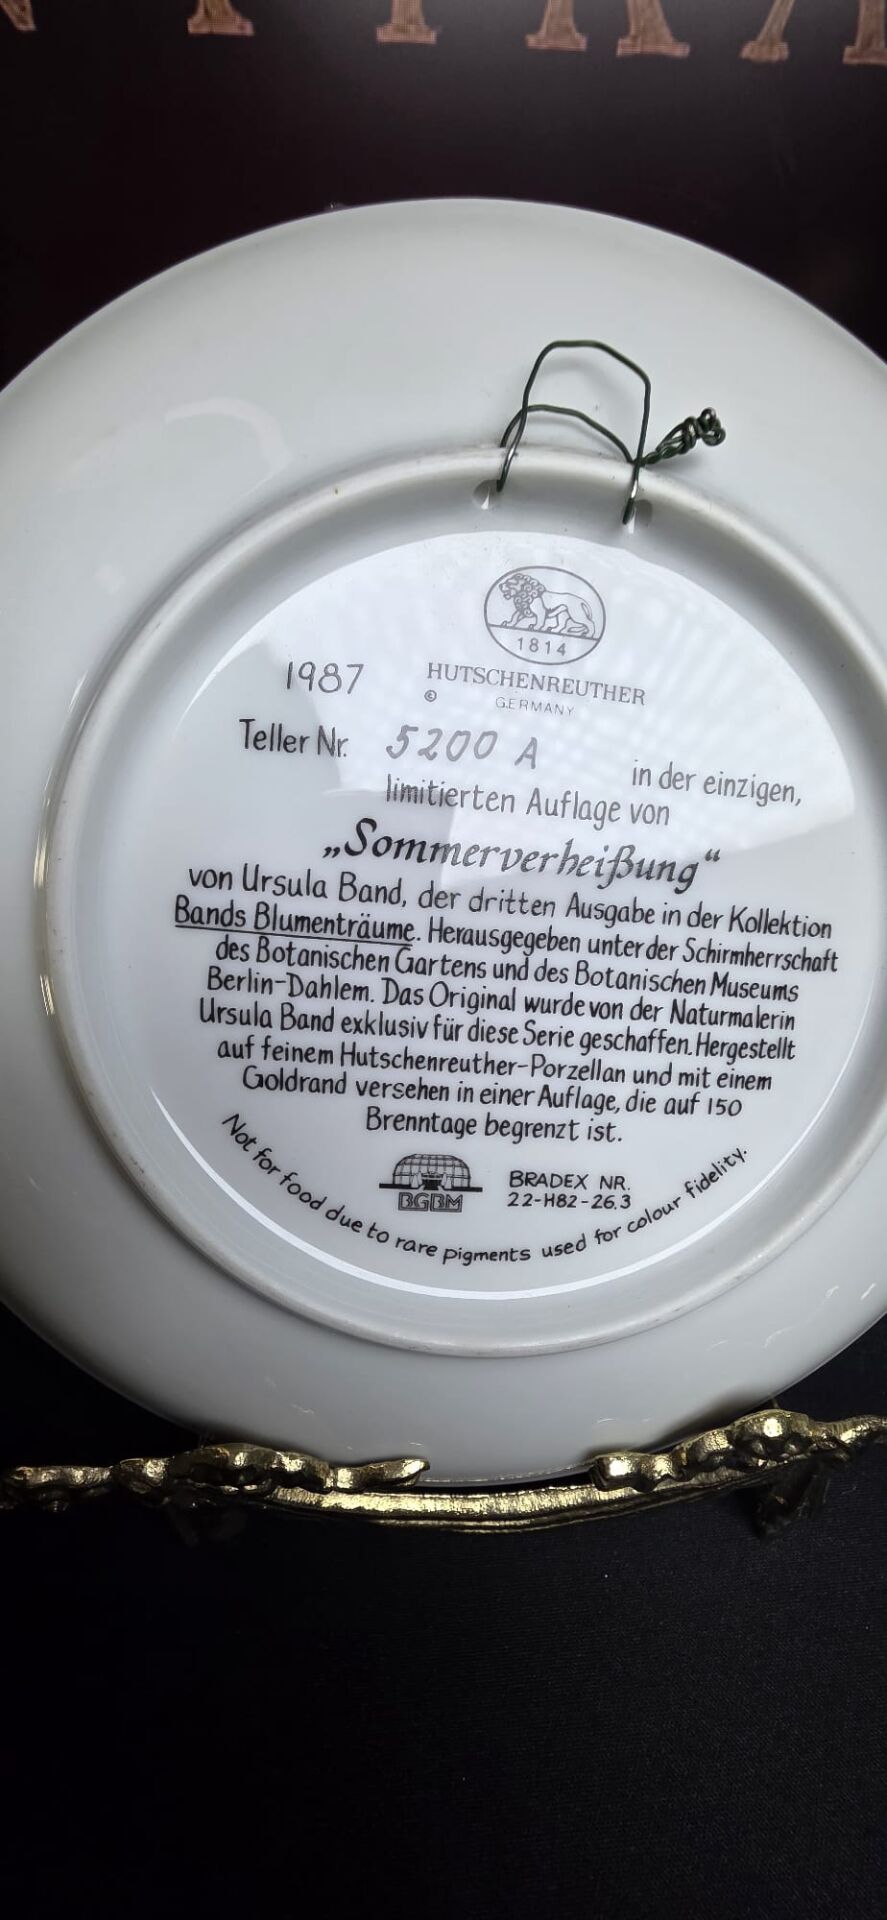 1814
1987
HUTSCHENREUTHER
©
GERMANY
Teller Nr. 5200 A in der einzigen,
limitierten Auflage von
„Sommerverheißung“
von Ursula Band, der dritten Ausgabe in der Kollektion
Bands Blumenträume. Herausgegeben unter der Schirmherrschaft
des Botanischen Gartens und des Botanischen Museums
Berlin-Dahlem. Das Original wurde von der Naturmalerin
Ursula Band exklusiv für diese Serie geschaffen. Hergestellt
auf feinem Hutschenreuther-Porzellan und mit einem
Goldrand versehen in einer Auflage, die auf 150
Brenntage begrenzt ist.
BGBM
BRADEX NR.
22-H82-26.3
Not for food due to rare pigments used for colour fidelity.